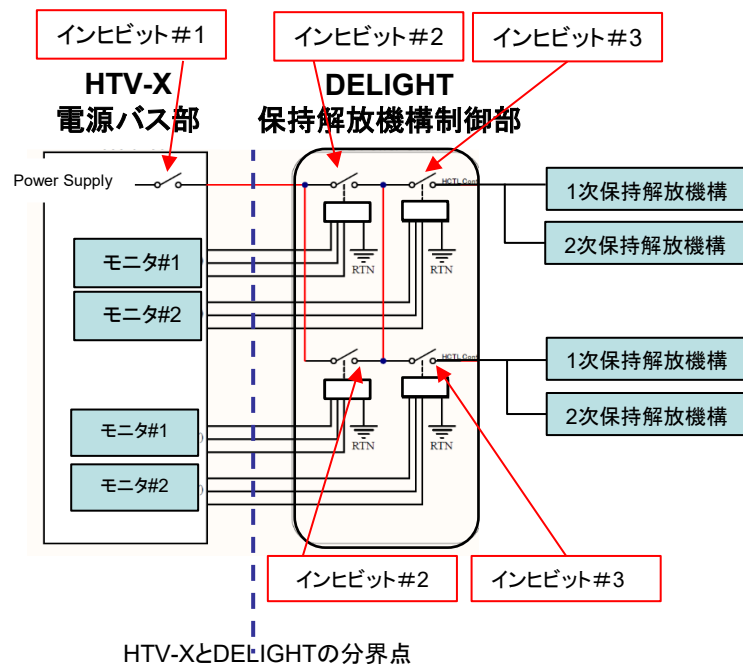 インヒビット＃1
インヒビット＃2
インヒビット＃3
HTV-X
電源バス部
DELIGHT
保持解放機構制御部
Power Supply
HCTL Cont
1次保持解放機構
2次保持解放機構
モニタ#1
RTN
RTN
モニタ#2
HCTL Cont
1次保持解放機構
2次保持解放機構
モニタ#1
RTN
RTN
モニタ#2
インヒビット＃2
インヒビット＃3
HTV-XとDELIGHTの分界点